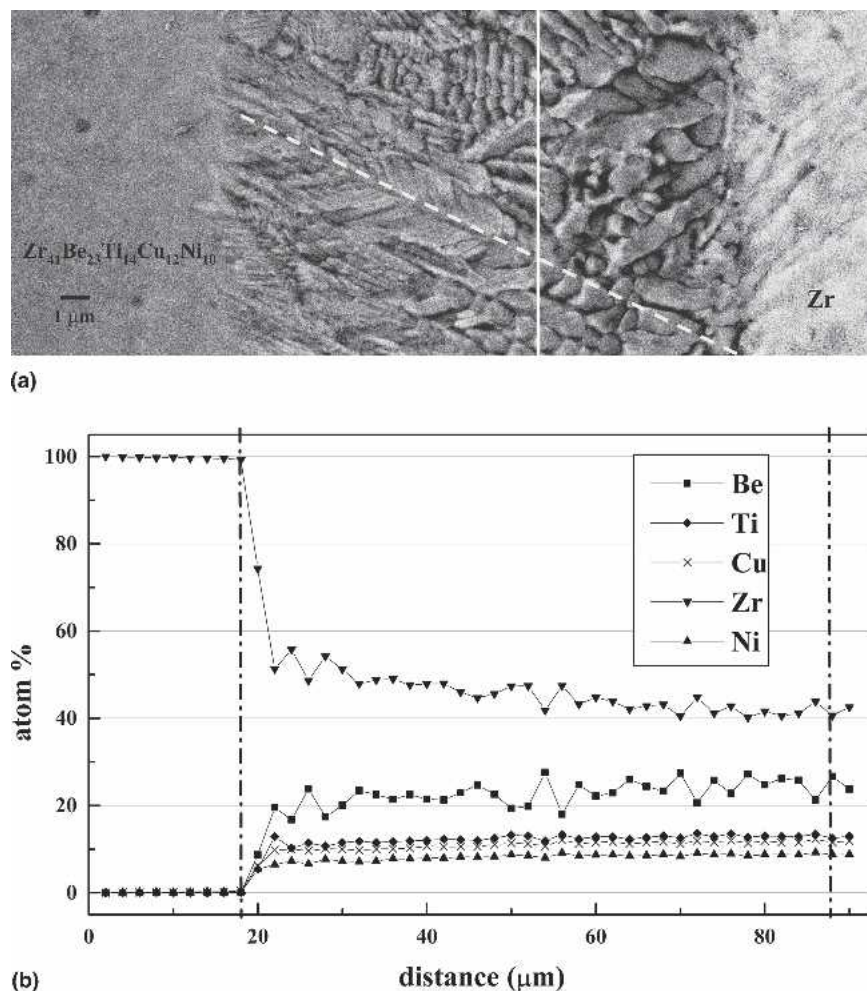 Zr₄₁Be₂₃Ti₁₄Cu₁₂Ni₁₀
1 μm
Zr
(a)
100
80
60
40
20
0
atom %
Be
Ti
Cu
Zr
Ni
0 20 40 60 80
distance (μm)
(b)